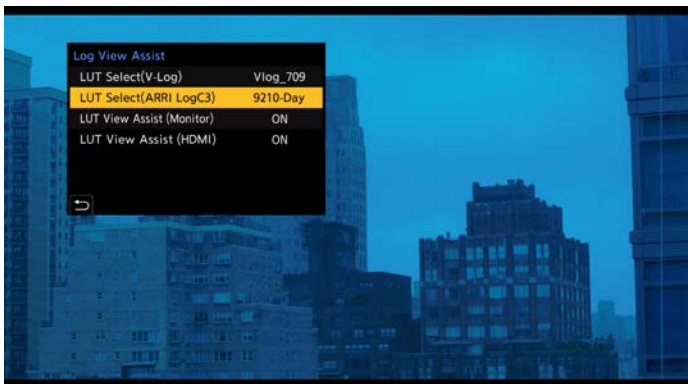 Log View Assist
LUT Select(V-Log) Vlog_709
LUT Select(ARRI LogC3) 9210-Day
LUT View Assist (Monitor) ON
LUT View Assist (HDMI) ON